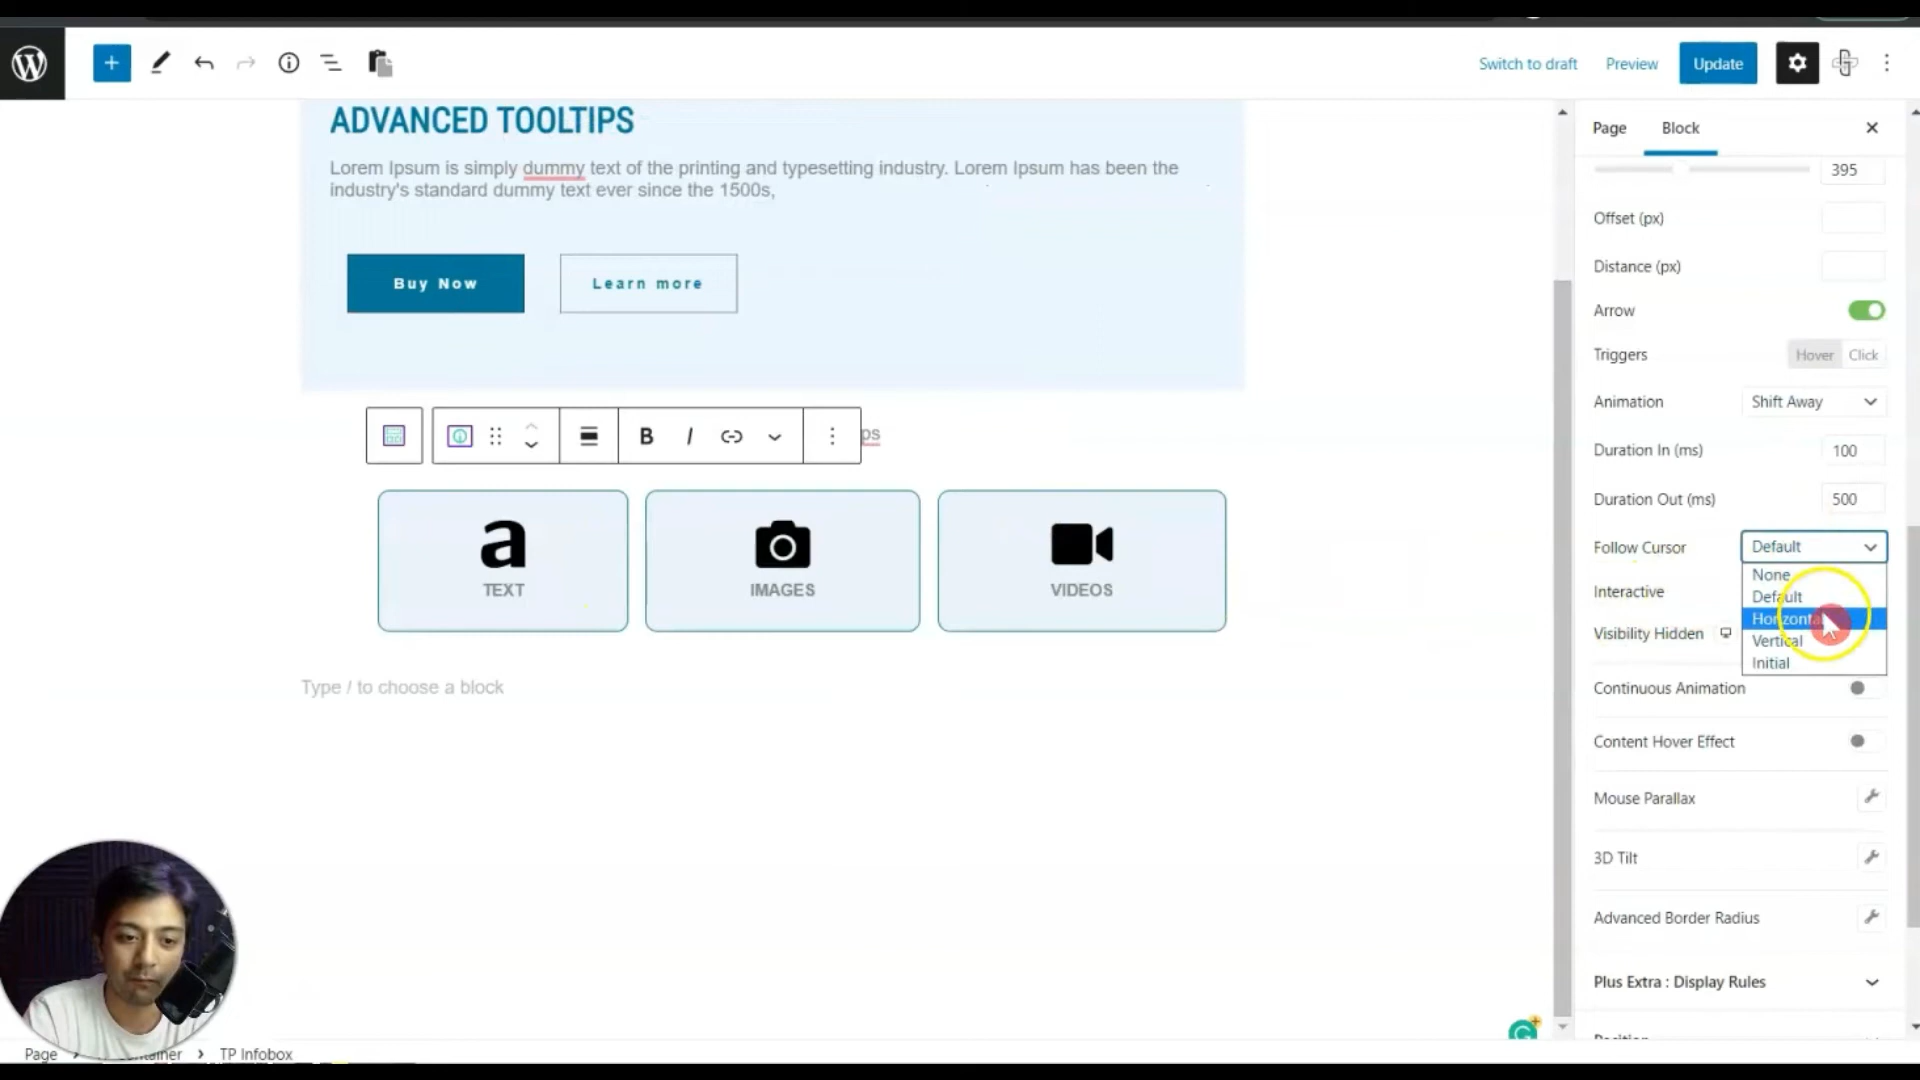 Switch to draft
Preview
Update
ADVANCED TOOLTIPS
Lorem Ipsum is simply dummy text of the printing and typesetting industry. Lorem Ipsum has been the
industry's standard dummy text ever since the 1500s,
Buy Now
Learn more
B I
ps
a
TEXT
IMAGES
VIDEOS
Type / to choose a block
Page
TP Infobox
Page
Block
395
Offset (px)
Distance (px)
Arrow
Triggers
Hover
Click
Animation
Shift Away
Duration In (ms)
100
Duration Out (ms)
500
Follow Cursor
Default
None
Default
Horizonta
Vertical
Initial
Interactive
Visibility Hidden
Continuous Animation
Content Hover Effect
Mouse Parallax
3D Tilt
Advanced Border Radius
Plus Extra : Display Rules